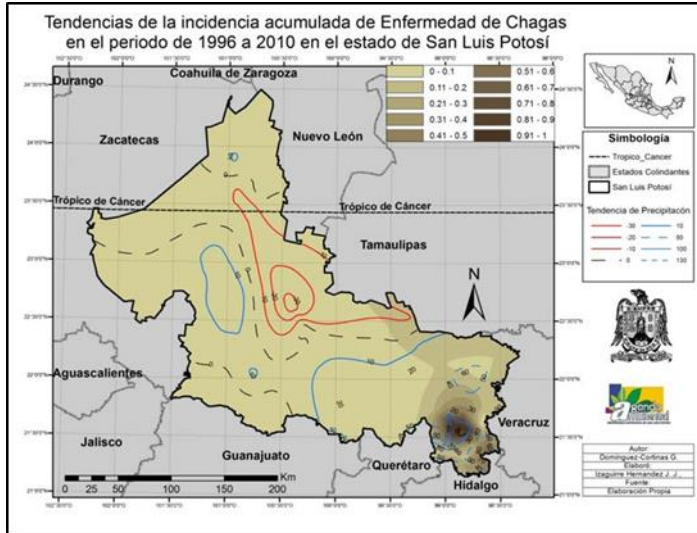 Tendencias de la incidencia acumulada de Enfermedad de Chagas
en el periodo de 1996 a 2010 en el estado de San Luis Potosí
Durango
Coahuila de Zaragoza
Zacatecas
Nuevo León
Trópico de Cáncer
Trópico de Cáncer
Tamaulipas
N
Aguascalientes
Jalisco
Guanajuato
Querétaro
Hidalgo
Veracruz
0 - 0.1
0.11 - 0.2
0.21 - 0.3
0.31 - 0.4
0.41 - 0.5
0.51 - 0.6
0.61 - 0.7
0.71 - 0.8
0.81 - 0.9
0.91 - 1
0 25 50 100 150 200
Km
N
Simbología
Tropico_Cancer
Estados Colindantes
San Luis Potosí
Tendencia de Precipitación
-30
-20
-10
0
10
100
130
Autor:
Dominguez-Cortinas G.
Elaboró:
Izaguirre Hernandez J. J.,
Fuente:
Elaboración Propia